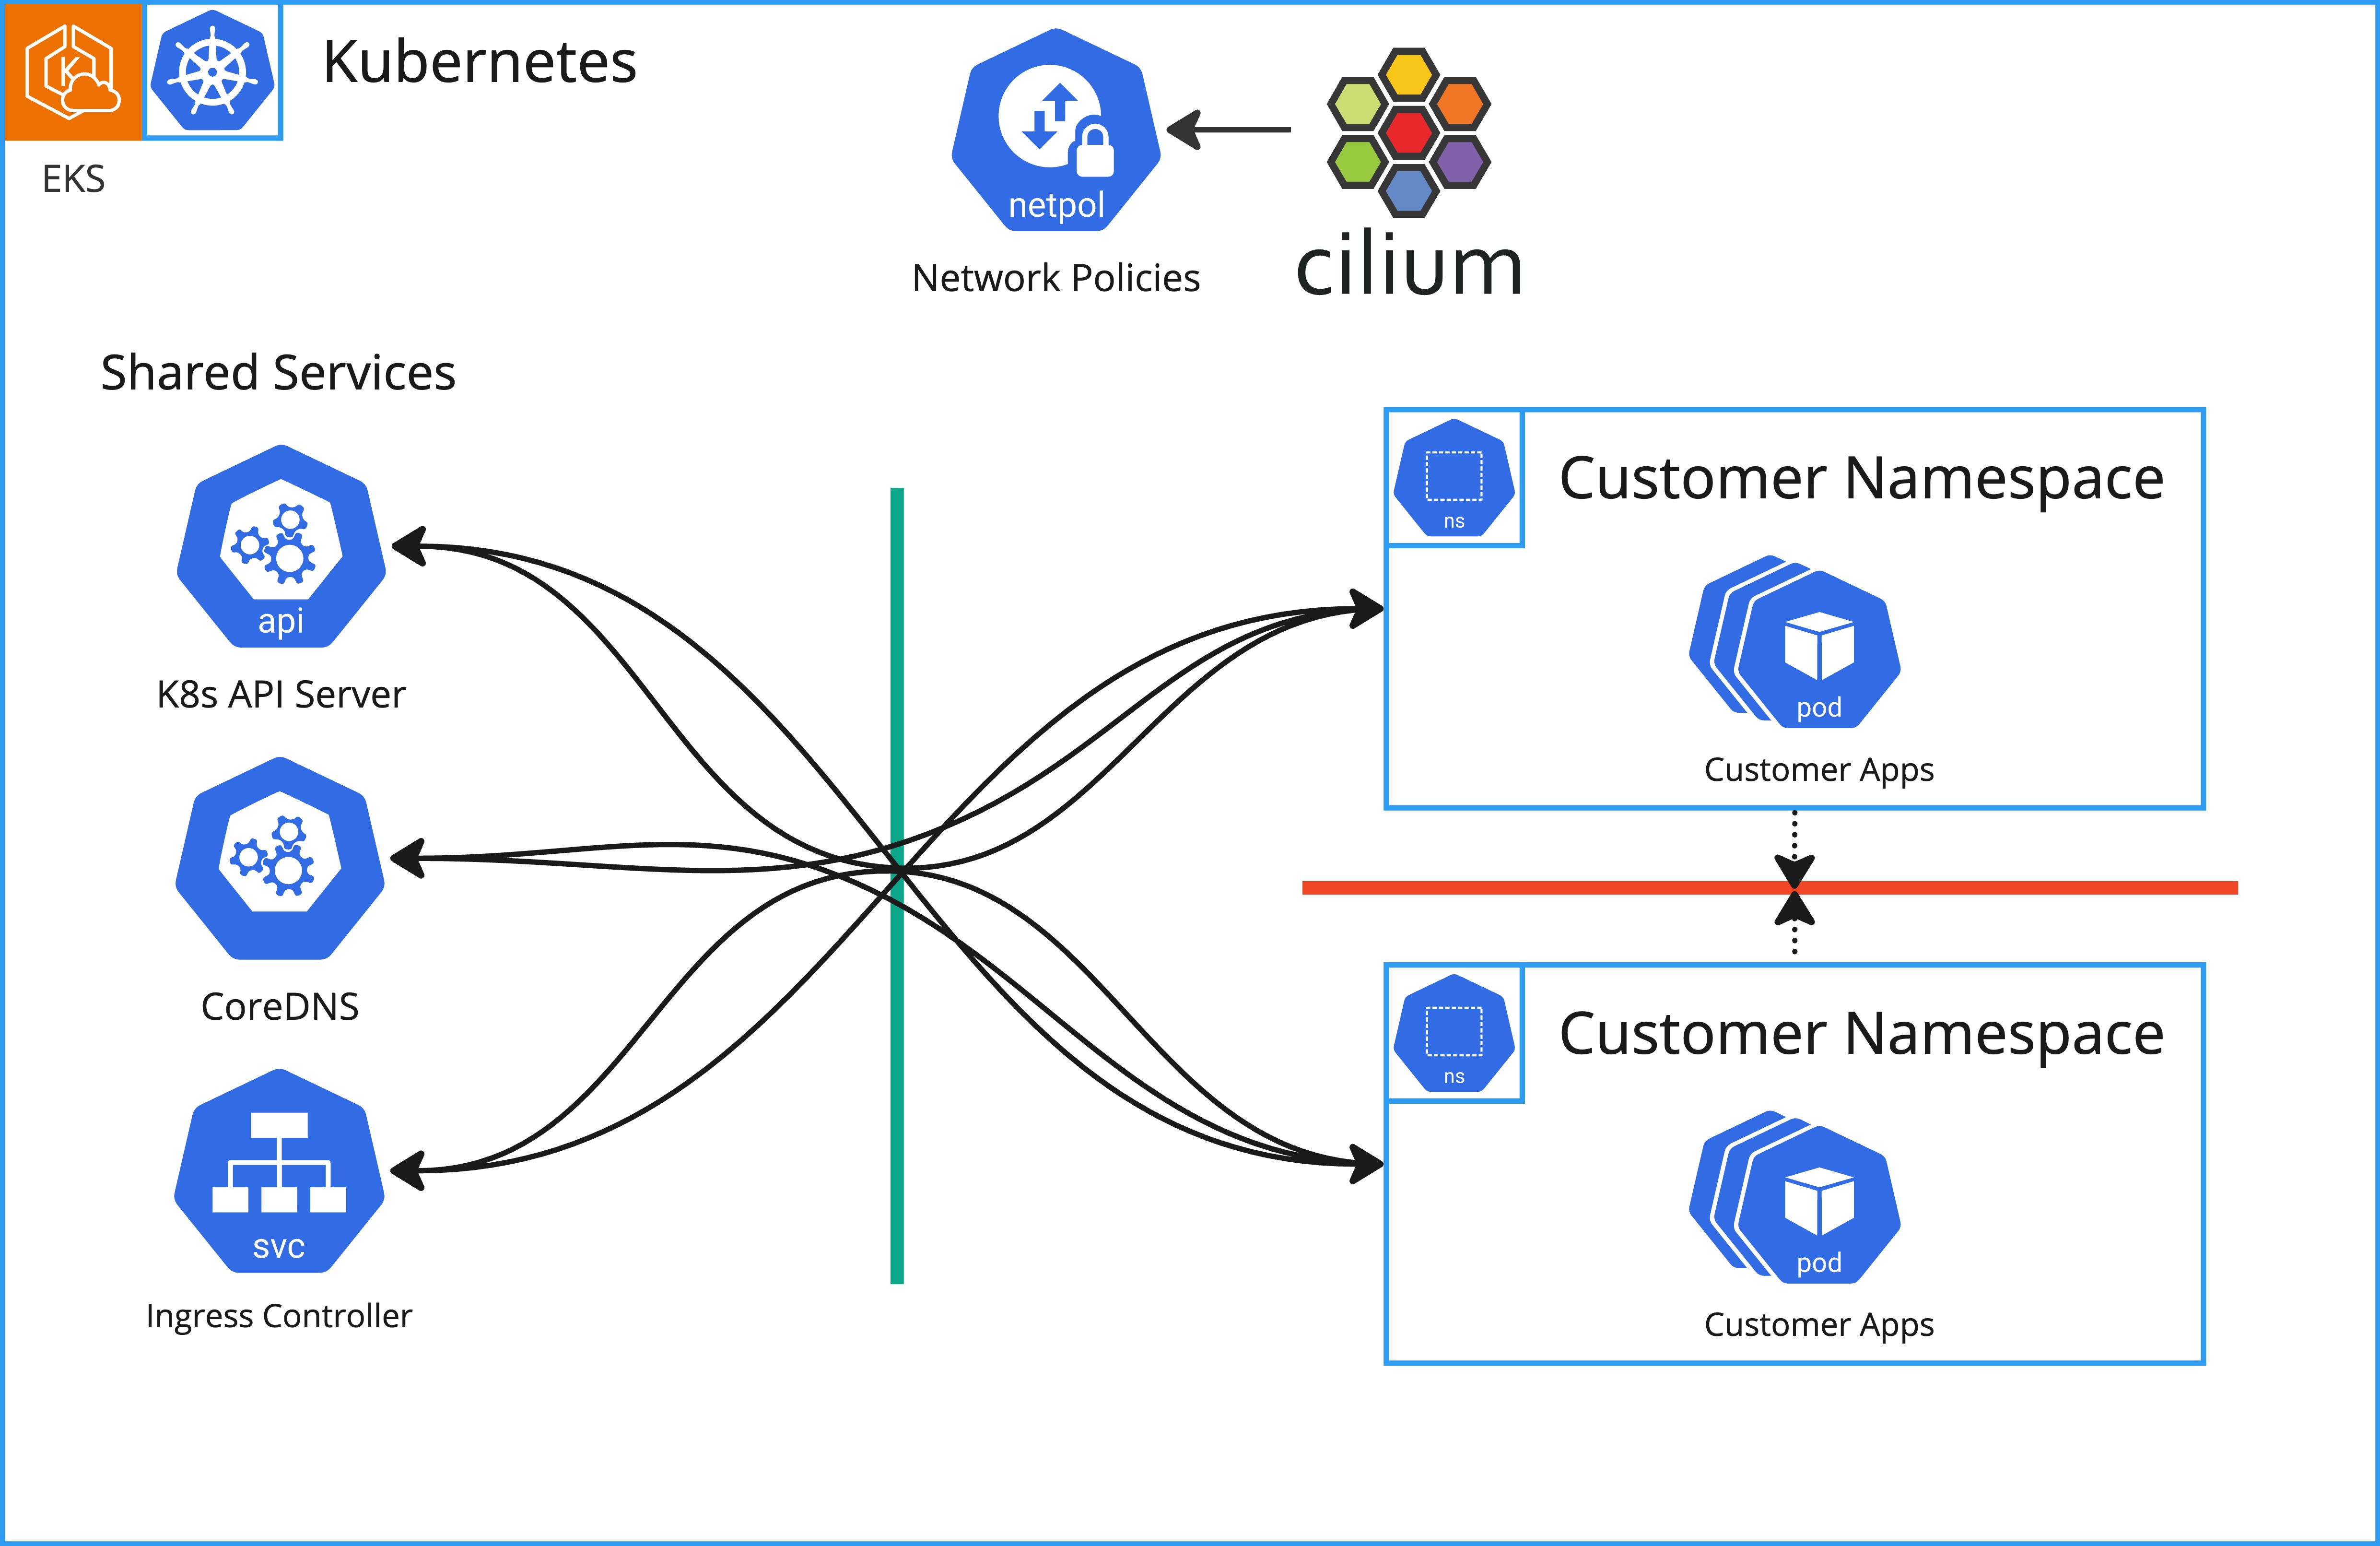 Kubernetes
EKS
netpol
Network Policies
cilium
Shared Services
api
K8s API Server
CoreDNS
svc
Ingress Controller
ns
Customer Namespace
pod
Customer Apps
ns
Customer Namespace
pod
Customer Apps